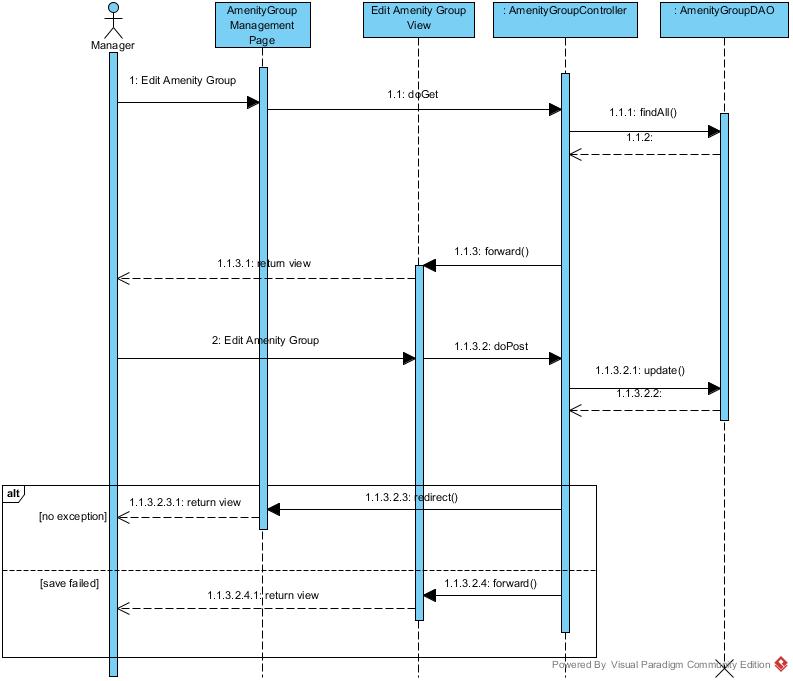 Manager
AmenityGroup
Management
Page
Edit Amenity Group
View
: AmenityGroupController
: AmenityGroupDAO
1: Edit Amenity Group
1.1: doGet
1.1.1: findAll()
1.1.2:
1.1.3: forward()
1.1.3.1: return view
2: Edit Amenity Group
1.1.3.2: doPost
1.1.3.2.1: update()
1.1.3.2.2:
alt
1.1.3.2.3: redirect()
1.1.3.2.3.1: return view
[no exception]
[save failed]
1.1.3.2.4: forward()
1.1.3.2.4.1: return view
Powered By Visual Paradigm Community Edition